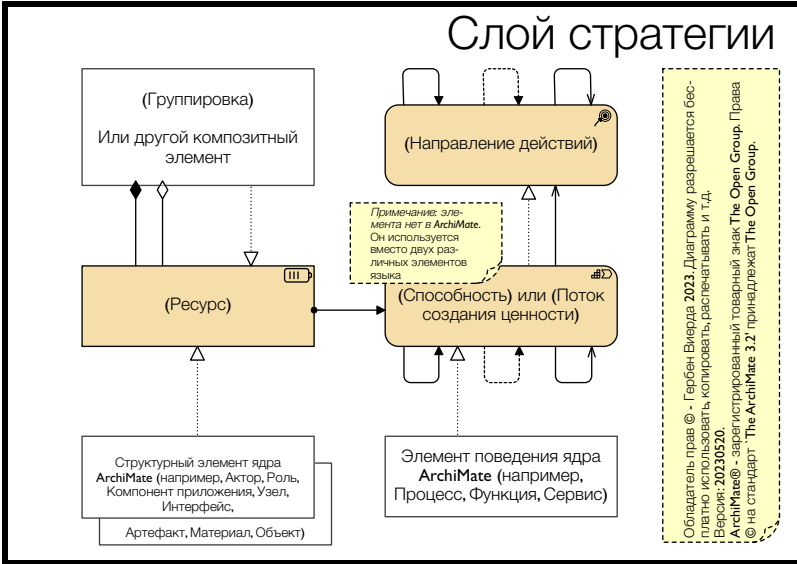 Слой стратегии
(Группировка)
Или другой композитный
элемент
(Направление действий)
Примечание: эле-
мента нет в ArchiMate.
Он используется
вместо двух раз-
личных элементов
языка
(Ресурс)
(Способность) или (Поток
создания ценности)
Структурный элемент ядра
ArchiMate (например, Актор, Роль,
Компонент приложения, Узел,
Интерфейс,
Артефакт, Материал, Объект)
Элемент поведения ядра
ArchiMate (например,
Процесс, Функция, Сервис)
Обладатель прав © - Гербен Виерда 2023. Диаграмму разрешается бес-
платно использовать, копировать, распечатывать и т.д.
Версия: 20230520.
ArchiMate® - зарегистрированный товарный знак The Open Group. Права
© на стандарт `The ArchiMate 3.2' принадлежат The Open Group.